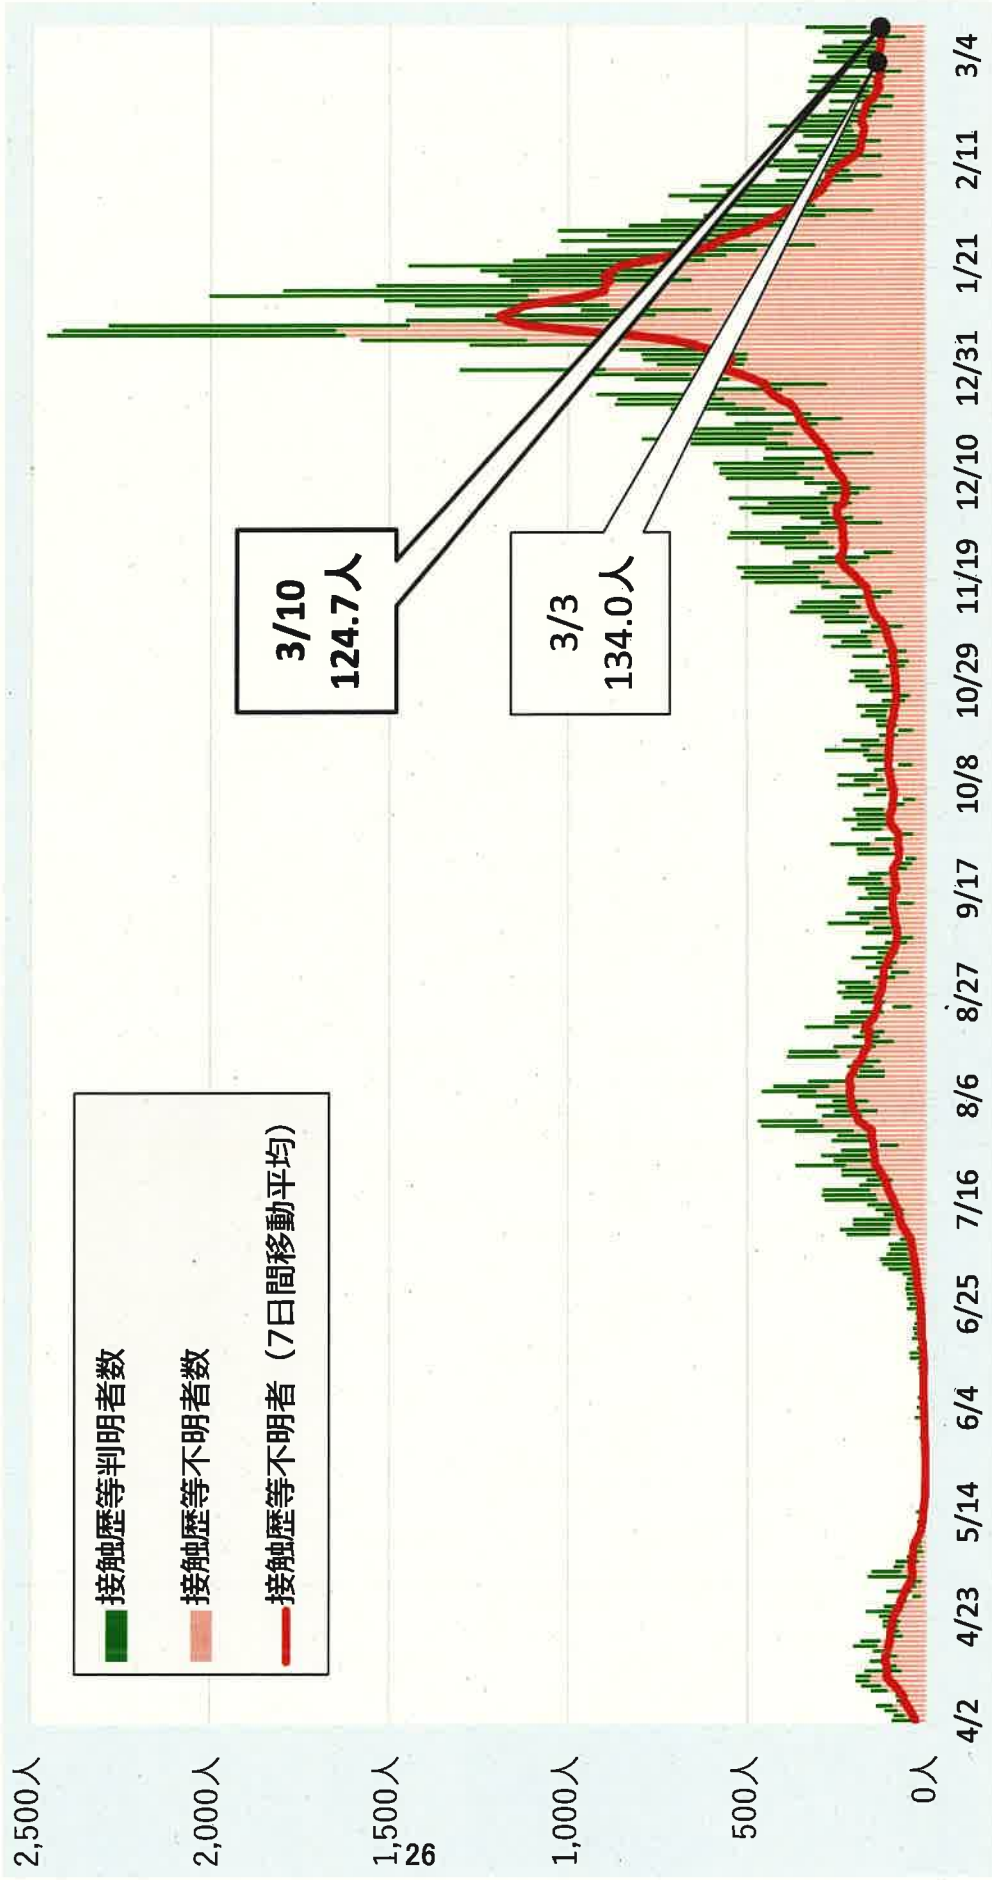 2,500人
2,000人
1,500人
1,000人
500人
0人
接触歴等判明者数
接触歴等不明者数
接触歴等不明者（7日間移動平均）
3/10
124.7人
3/3
134.0人
4/2
4/23
5/14
6/4
6/25
7/16
8/6
8/27
9/17
10/8
10/29
11/19
12/10
12/31
1/21
2/11
3/4
26